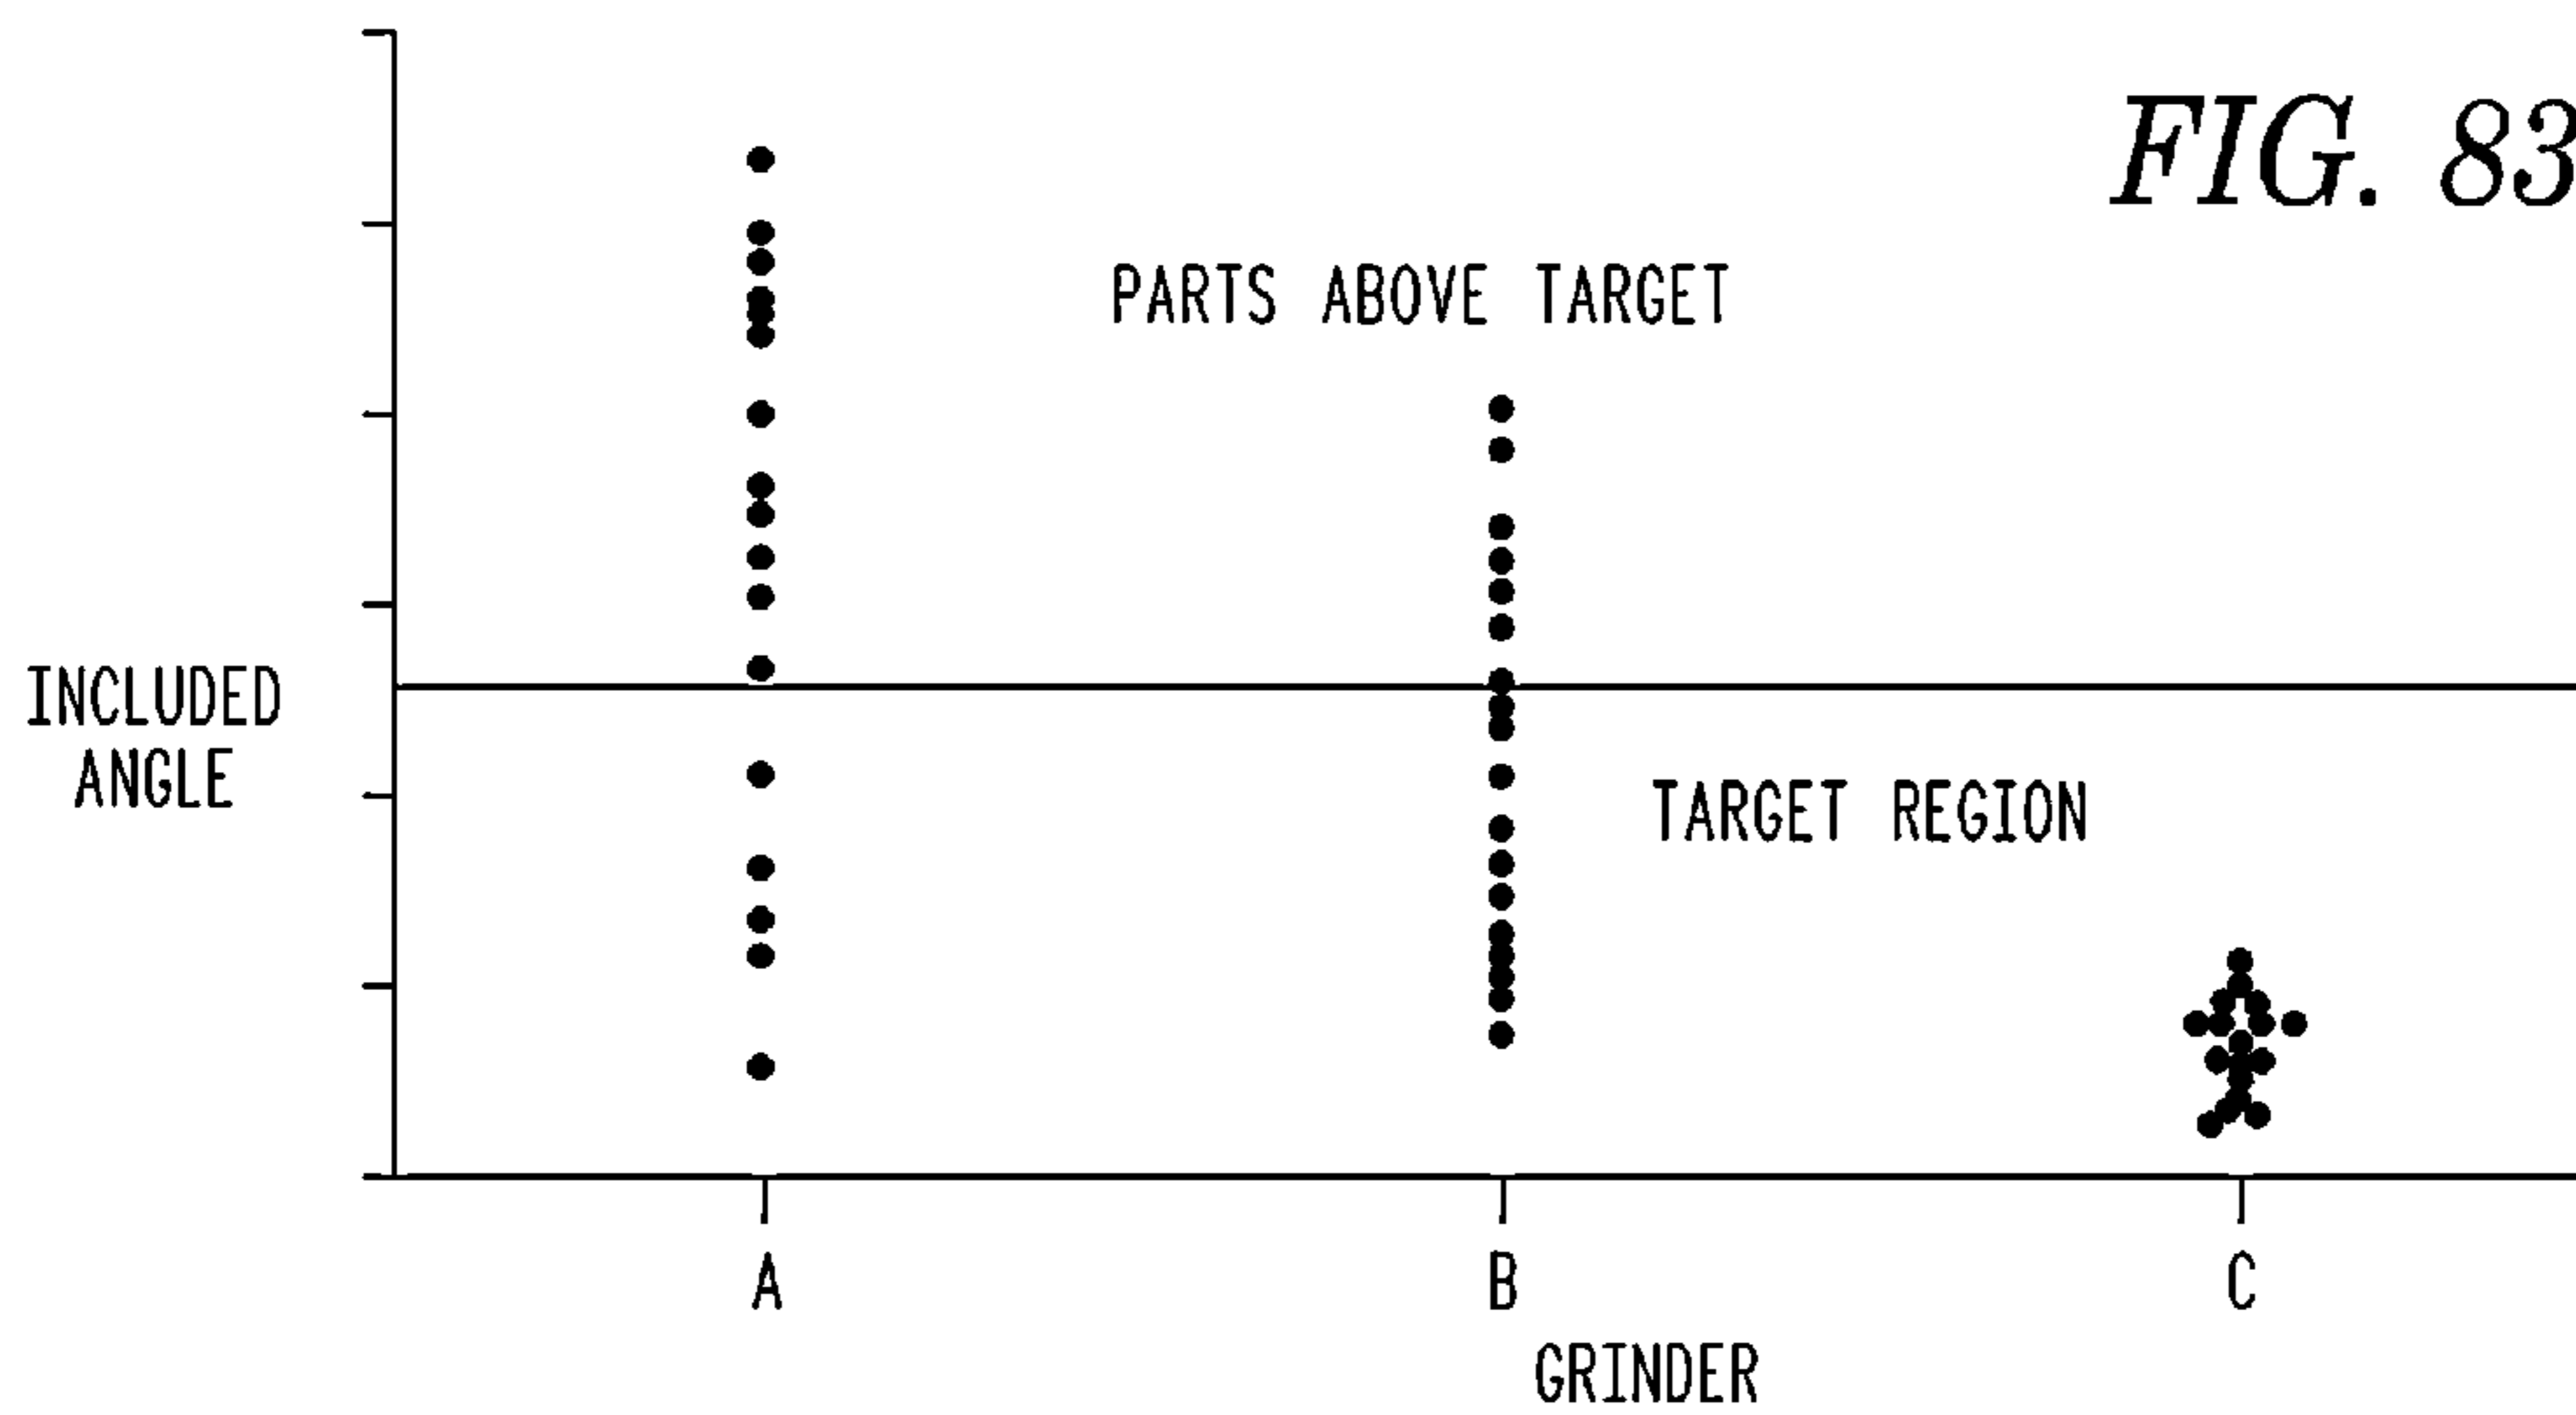 FIG. 83
PARTS ABOVE TARGET
INCLUDED
ANGLE
TARGET REGION
A
B
C
GRINDER